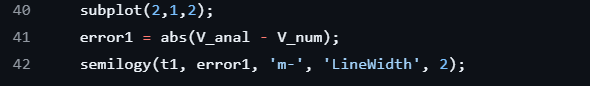 40 subplot(2,1,2);
41 error1 = abs(V_anal - V_num);
42 semilogy(t1, error1, 'm-', 'LineWidth', 2);